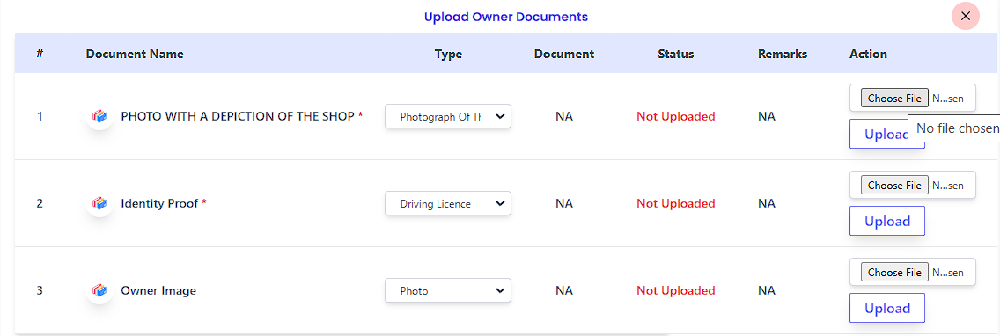 Upload Owner Documents
# Document Name Type Document Status Remarks Action
1 PHOTO WITH A DEPICTION OF THE SHOP * Photograph Of Th NA Not Uploaded NA Choose File N...sen
Upload No file chosen
2 Identity Proof * Driving Licence NA Not Uploaded NA Choose File N...sen
Upload
3 Owner Image Photo NA Not Uploaded NA Choose File N...sen
Upload